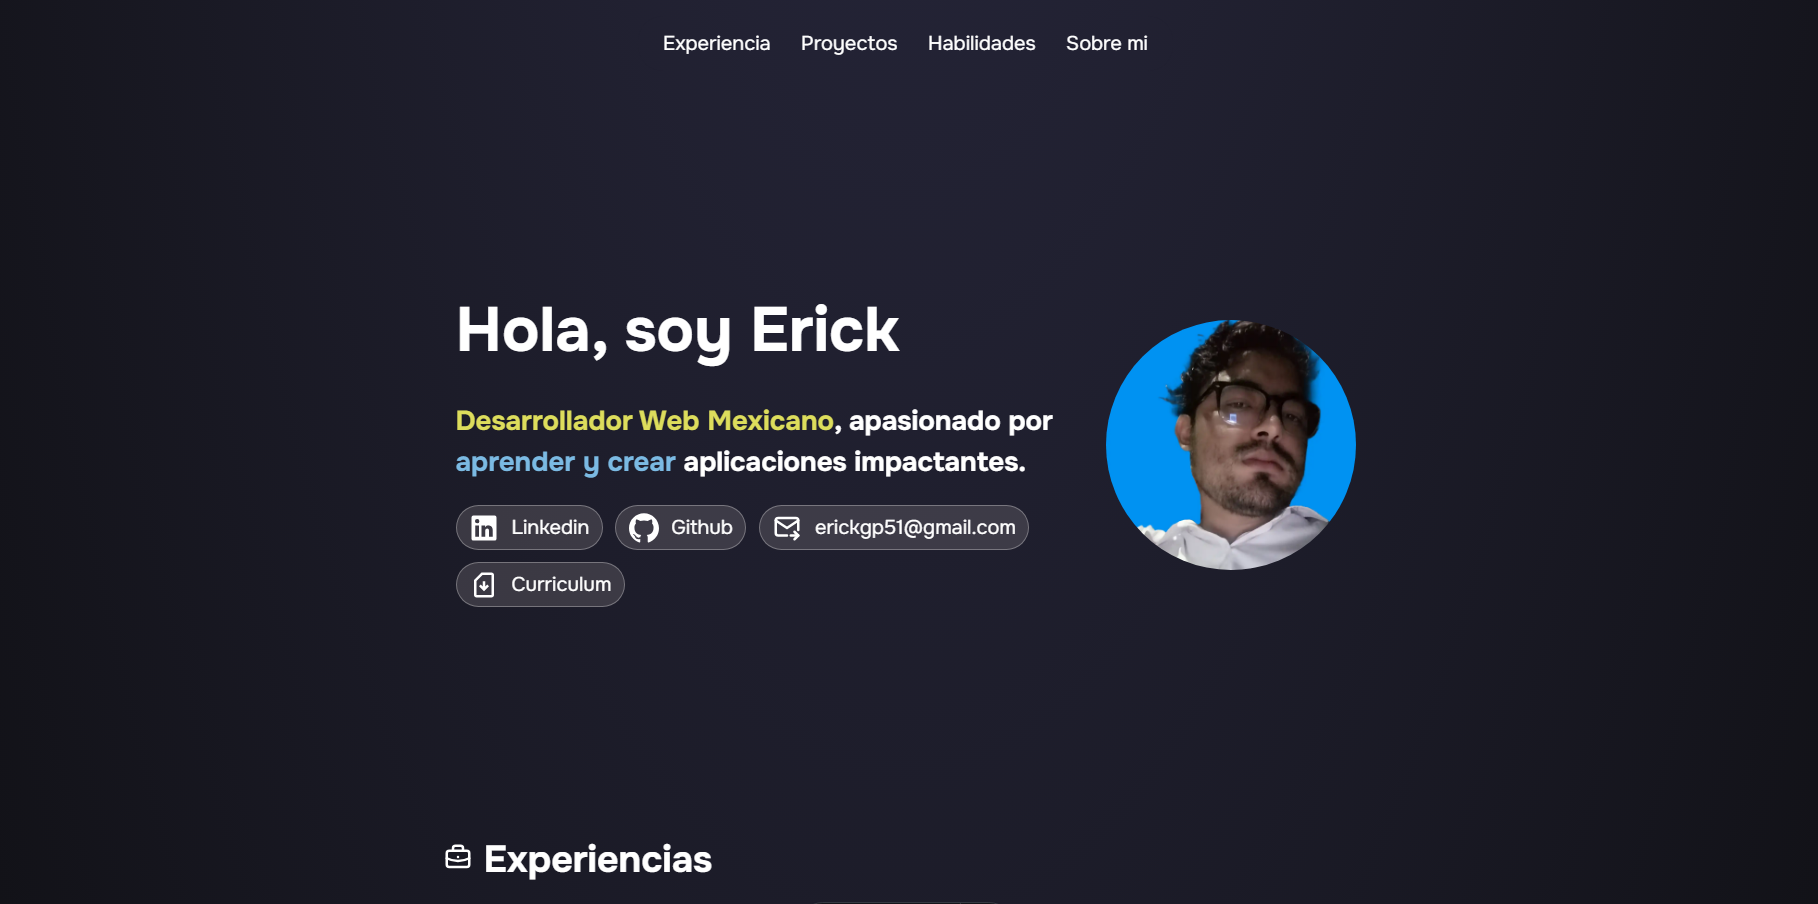 Experiencia Proyectos Habilidades Sobre mi
Hola, soy Erick
Desarrollador Web Mexicano, apasionado por
aprender y crear aplicaciones impactantes.
Linkedin Github erickgp51@gmail.com
Curriculum
Experiencias